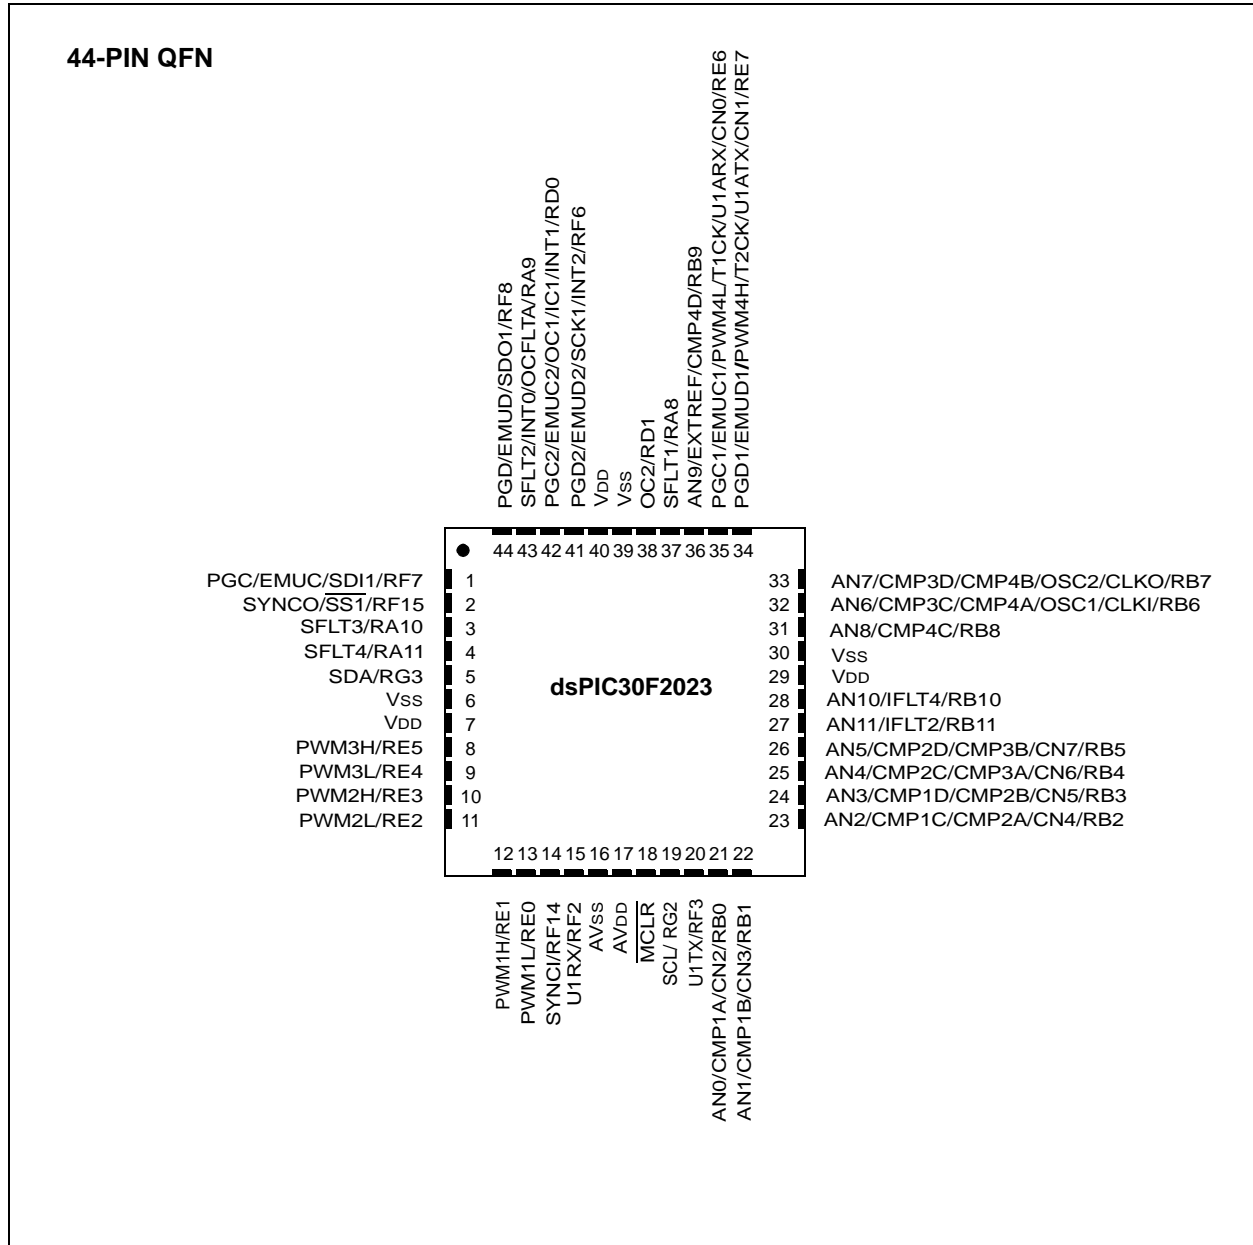 44-PIN QFN
PGD/EMUD/SDO1/RF8
SFLT2/INT0/OCFLTA/RA9
PGC2/EMUC2/OC1/IC1/INT1/RD0
PGD2/EMUD2/SCK1/INT2/RF6
VDD
VSS
OC2/RD1
SFLT1/RA8
AN9/EXTREF/CMP4D/RB9
PGC1/EMUC1/PWM4L/T1CK/U1ARX/CN0/RE6
PGD1/EMUD1/PWM4H/T2CK/U1ATX/CN1/RE7
44 43 42 41 40 39 38 37 36 35 34
PGC/EMUC/SDI1/RF7 1
SYNCO/SS1/RF15 2
SFLT3/RA10 3
SFLT4/RA11 4
SDA/RG3 5
VSS 6
VDD 7
PWM3H/RE5 8
PWM3L/RE4 9
PWM2H/RE3 10
PWM2L/RE2 11
dsPIC30F2023
33 AN7/CMP3D/CMP4B/OSC2/CLKO/RB7
32 AN6/CMP3C/CMP4A/OSC1/CLKI/RB6
31 AN8/CMP4C/RB8
30 VSS
29 VDD
28 AN10/IFLT4/RB10
27 AN11/IFLT2/RB11
26 AN5/CMP2D/CMP3B/CN7/RB5
25 AN4/CMP2C/CMP3A/CN6/RB4
24 AN3/CMP1D/CMP2B/CN5/RB3
23 AN2/CMP1C/CMP2A/CN4/RB2
12 13 14 15 16 17 18 19 20 21 22
PWM1H/RE1
PWM1L/RE0
SYNCI/RF14
U1RX/RF2
AVSS
AVDD
MCLR
SCL/ RG2
U1TX/RF3
AN0/CMP1A/CN2/RB0
AN1/CMP1B/CN3/RB1